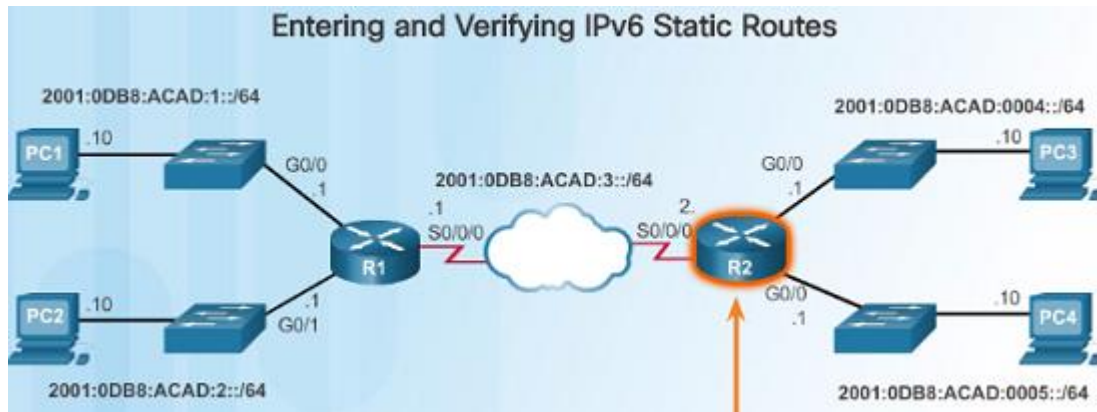 Entering and Verifying IPv6 Static Routes
2001:0DB8:ACAD:1::/64
2001:0DB8:ACAD:0004::/64
PC1
.10
.10
PC3
G0/0
G0/0
.1
2001:0DB8:ACAD:3::/64
.1
.1
2.
S0/0/0
S0/0/0
R1
R2
.1
G0/0
PC2
.10
G0/1
.1
.10
PC4
2001:0DB8:ACAD:2::/64
2001:0DB8:ACAD:0005::/64